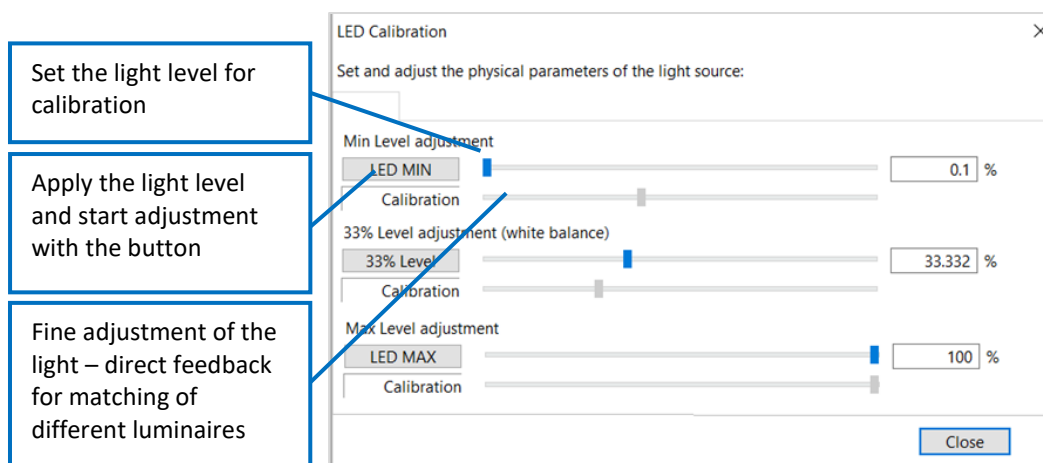 Set the light level for
calibration
Apply the light level
and start adjustment
with the button
Fine adjustment of the
light – direct feedback
for matching of
different luminaires
LED Calibration
Set and adjust the physical parameters of the light source:
Min Level adjustment
LED MIN
0.1 %
Calibration
33% Level adjustment (white balance)
33% Level
33.332 %
Calibration
Max Level adjustment
LED MAX
100 %
Calibration
Close